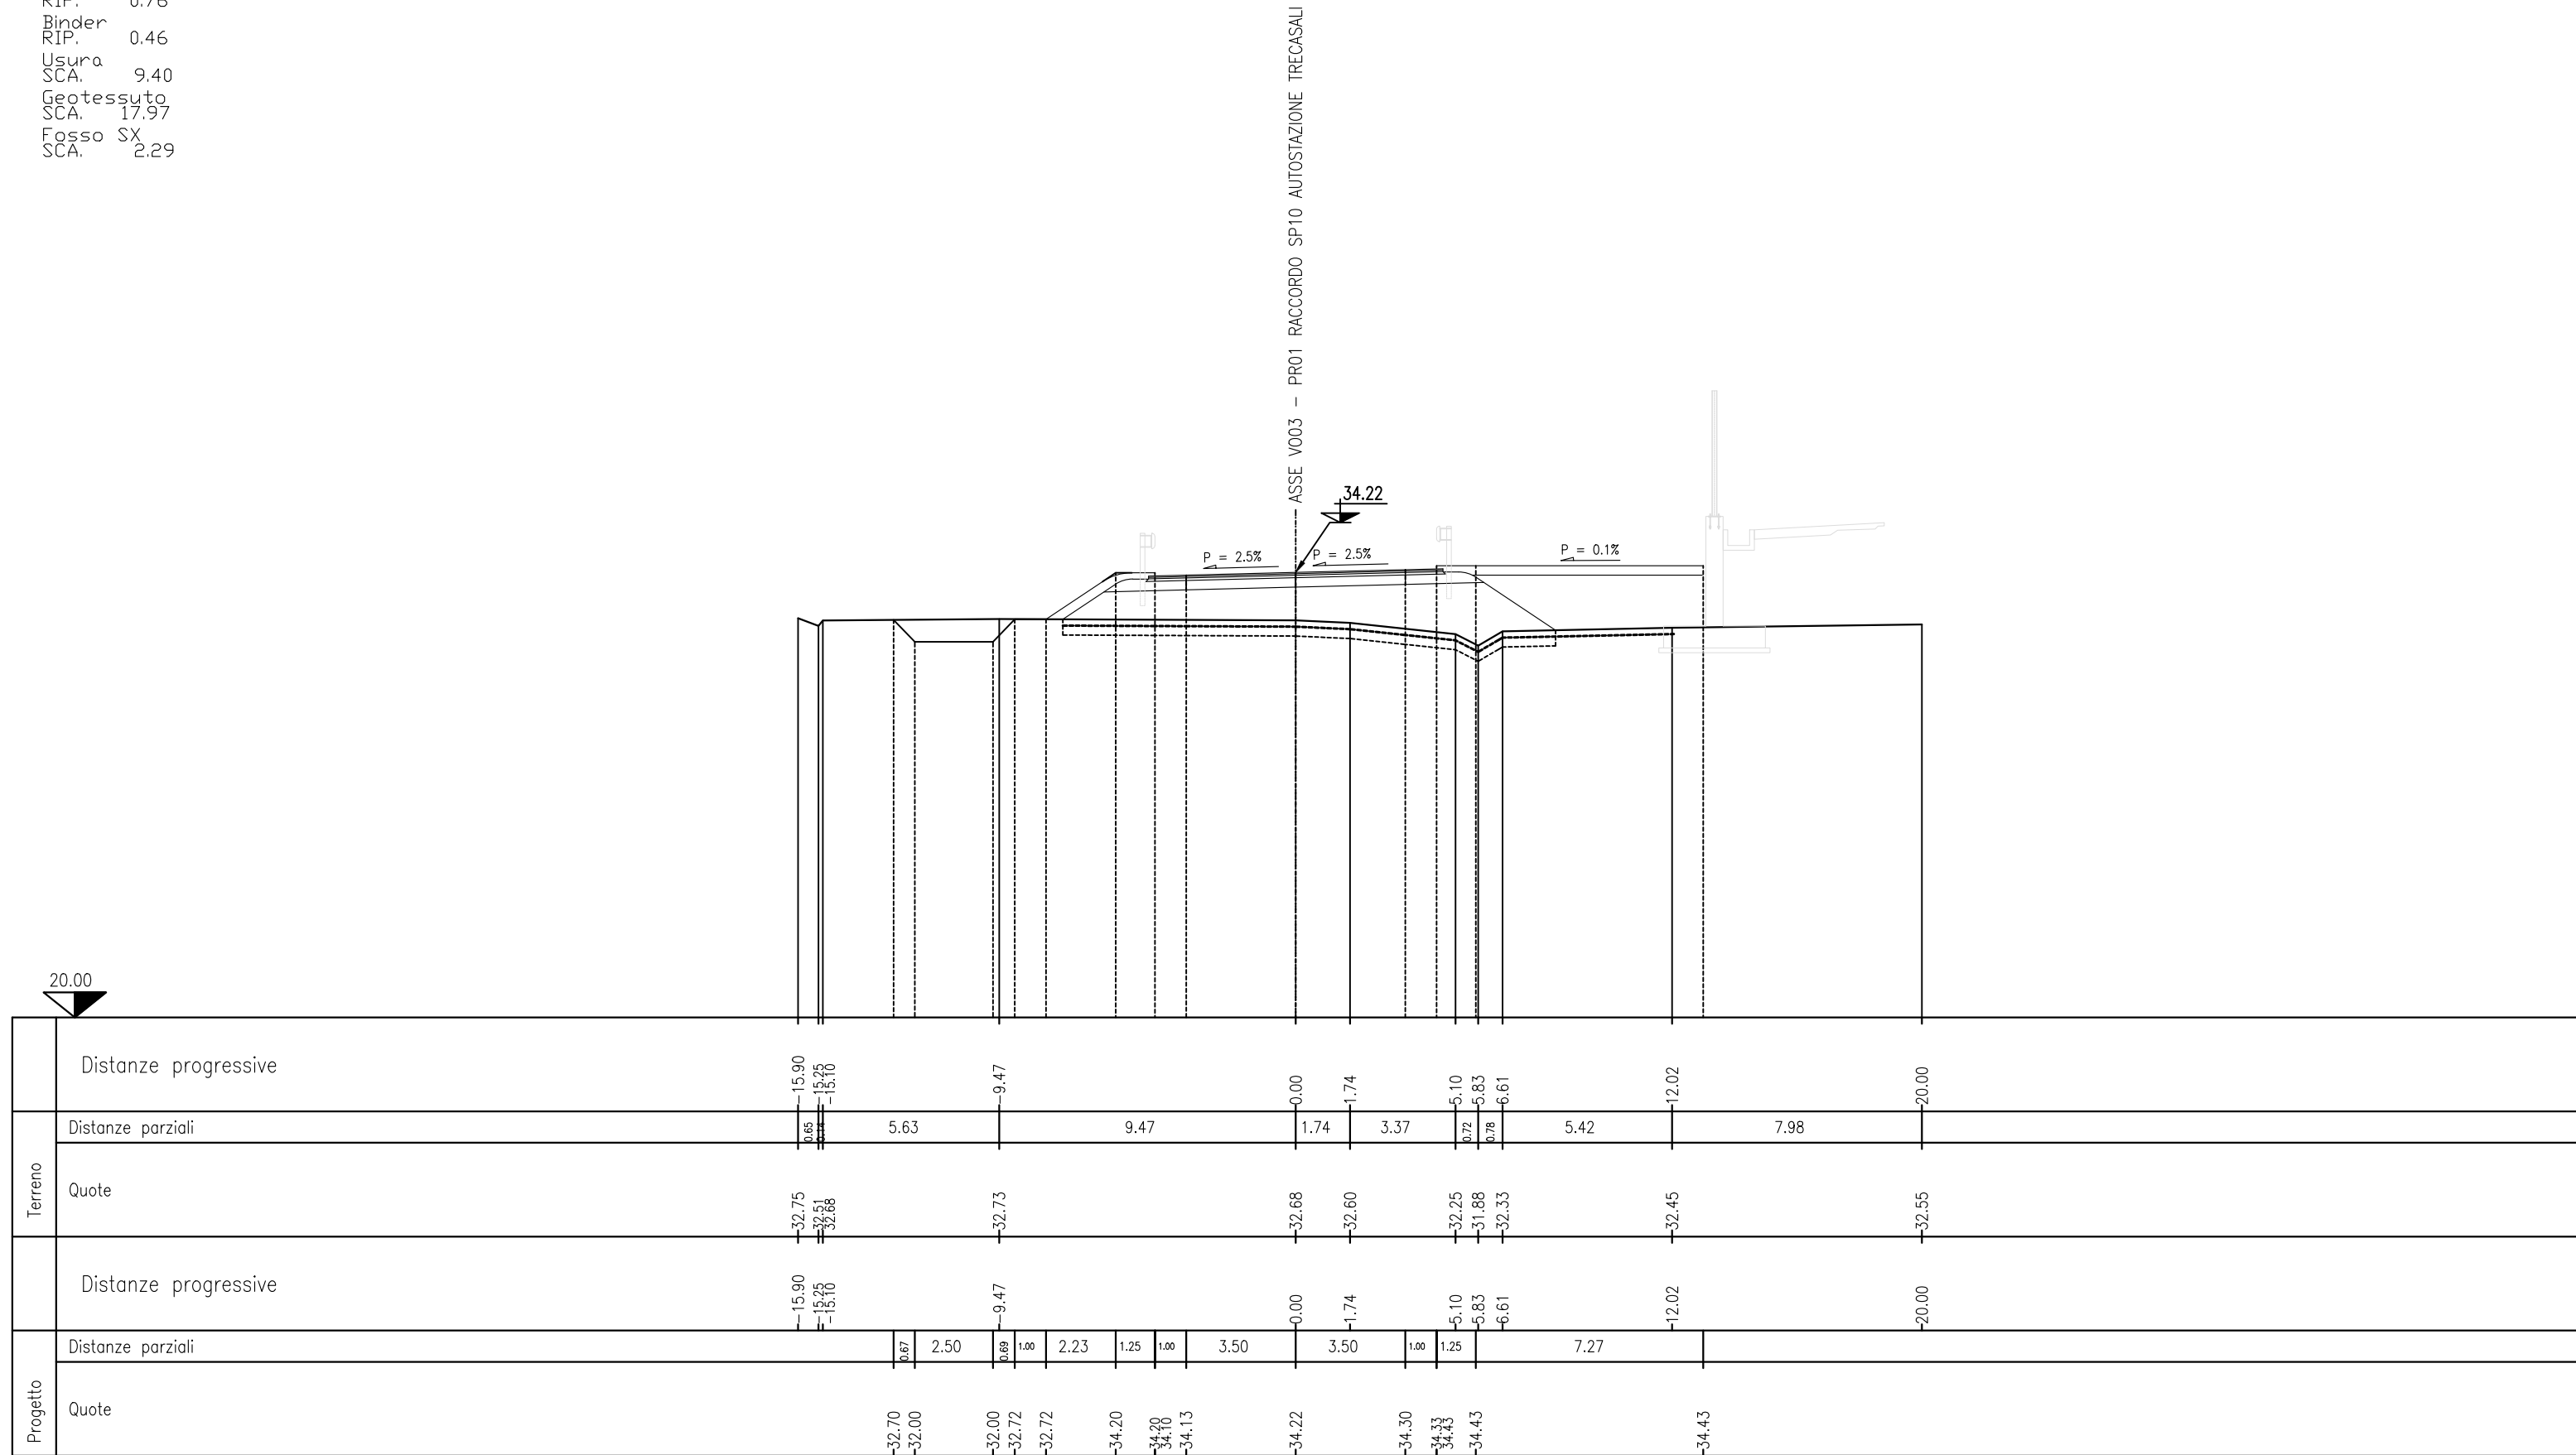 RIP. 0.76
Binder
RIP. 0.46
Usura
SCA. 9.40
Geotessuto
SCA. 17.97
Fosso SX
SCA. 2.29
ASSE VO03 - PR01 RACCORDO SP10 AUTOSTAZIONE TRECASALI
34.22
P = 2.5%
P = 2.5%
P = 0.1%
20.00
Distanze progressive
-15.90 -15.25 -15.10 -9.47 0.00 1.74 5.10 5.83 6.61 12.02 20.00
Terreno
Distanze parziali
0.65 0.14 5.63 9.47 1.74 3.37 0.72 0.78 5.42 7.98
Quote
32.75 32.51 32.68 32.73 32.68 32.60 32.25 31.88 32.33 32.45 32.55
Distanze progressive
-15.90 -15.25 -15.10 -9.47 0.00 1.74 5.10 5.83 6.61 12.02 20.00
Progetto
Distanze parziali
0.67 2.50 0.69 1.00 2.23 1.25 1.00 3.50 3.50 1.00 1.25 7.27
Quote
32.70 32.00 32.00 32.72 32.72 34.20 34.20 34.10 34.13 34.22 34.30 34.33 34.43 34.43 34.43